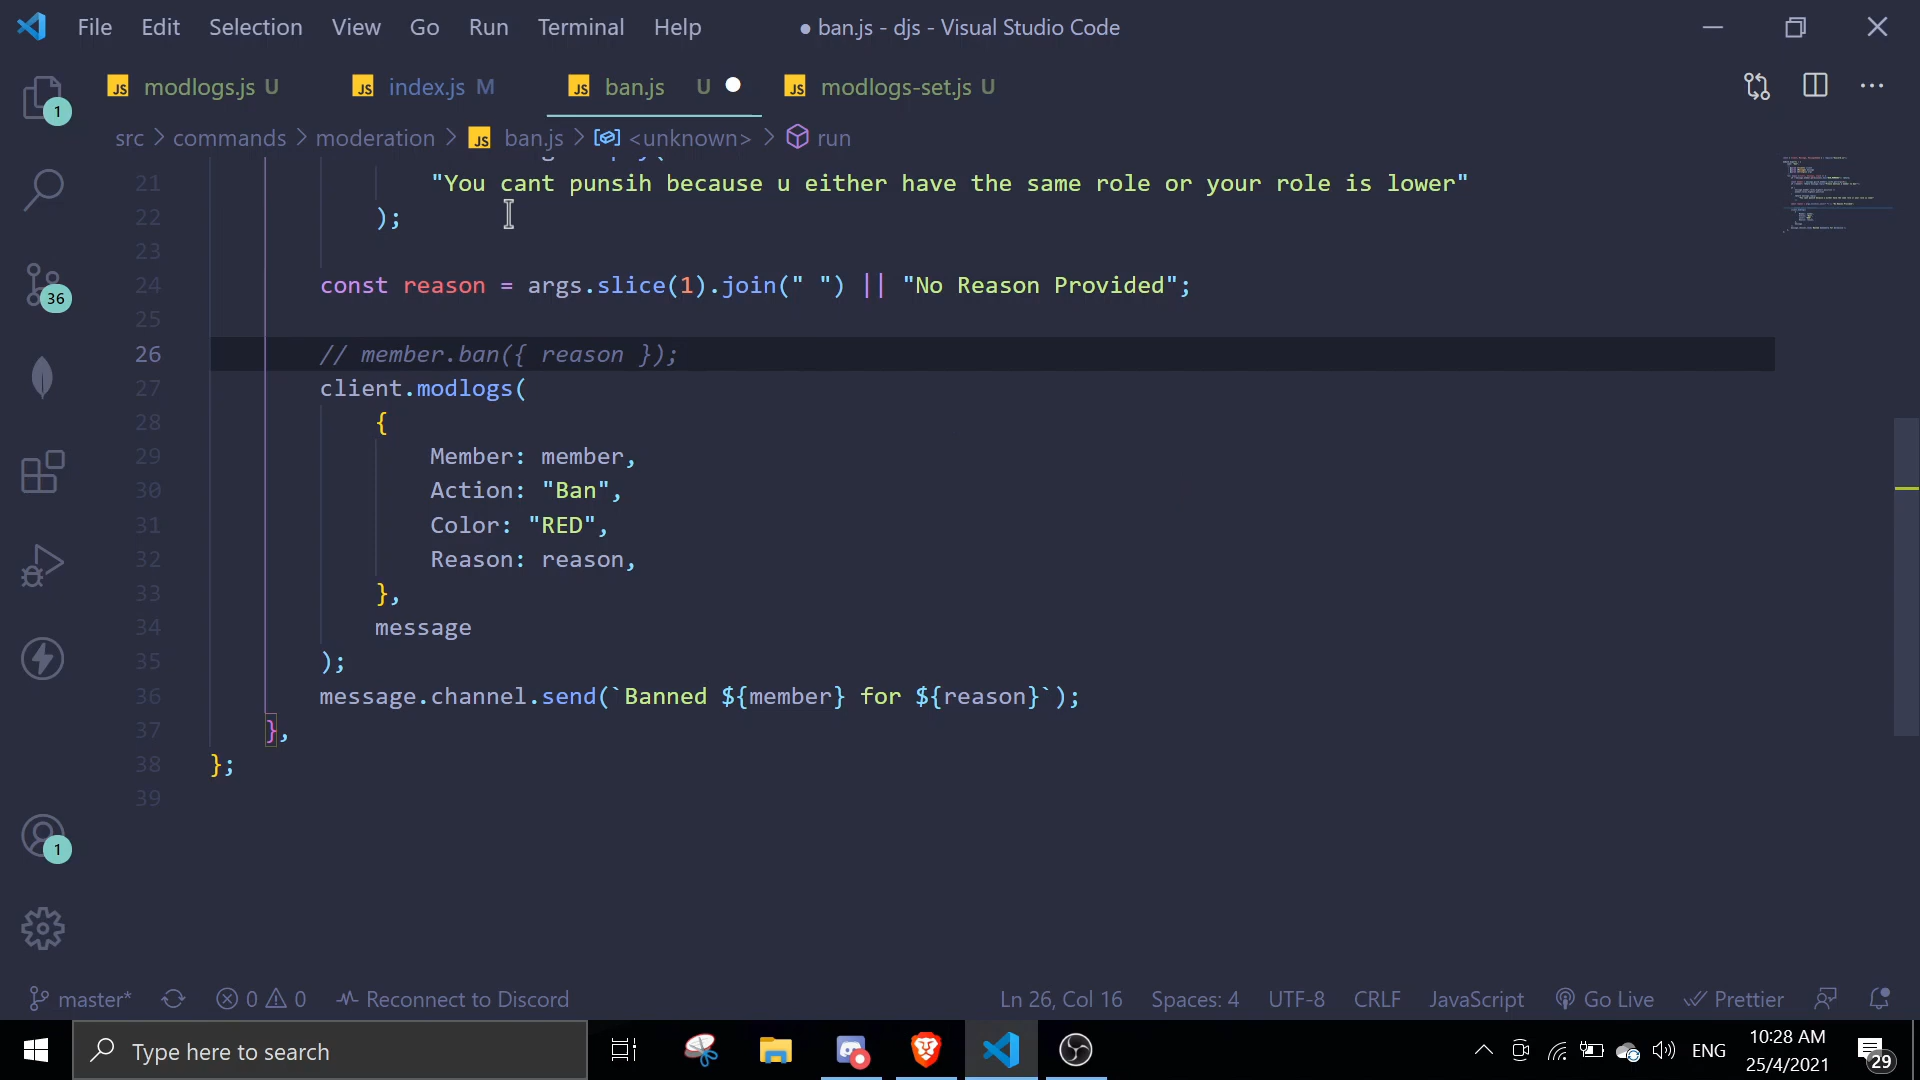 File Edit Selection View Go Run Terminal Help ● ban.js - djs - Visual Studio Code
JS modlogs.js U JS index.js M JS ban.js U JS modlogs-set.js U
src > commands > moderation > JS ban.js > <unknown> > run
21 "You cant punsih because u either have the same role or your role is lower"
22 );
23
24 const reason = args.slice(1).join(" ") || "No Reason Provided";
25
26 // member.ban({ reason });
27 client.modlogs(
28 {
29 Member: member,
30 Action: "Ban",
31 Color: "RED",
32 Reason: reason,
33 },
34 message
35 );
36 message.channel.send(`Banned ${member} for ${reason}`);
37 },
38 };
39
1
36
1
master* 0 0 Reconnect to Discord Ln 26, Col 16 Spaces: 4 UTF-8 CRLF JavaScript Go Live Prettier
Type here to search ENG 10:28 AM 25/4/2021 29